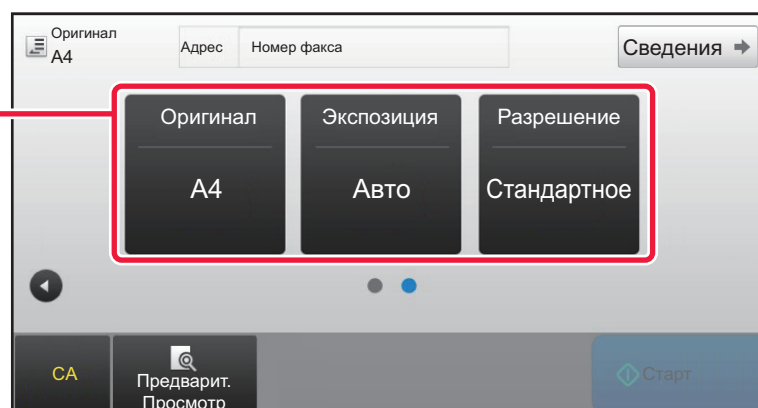 Оригинал
A4
Адрес
Номер факса
Сведения
Оригинал
Экспозиция
Разрешение
A4
Авто
Стандартное
CA
Предварит.
Просмотр
Старт